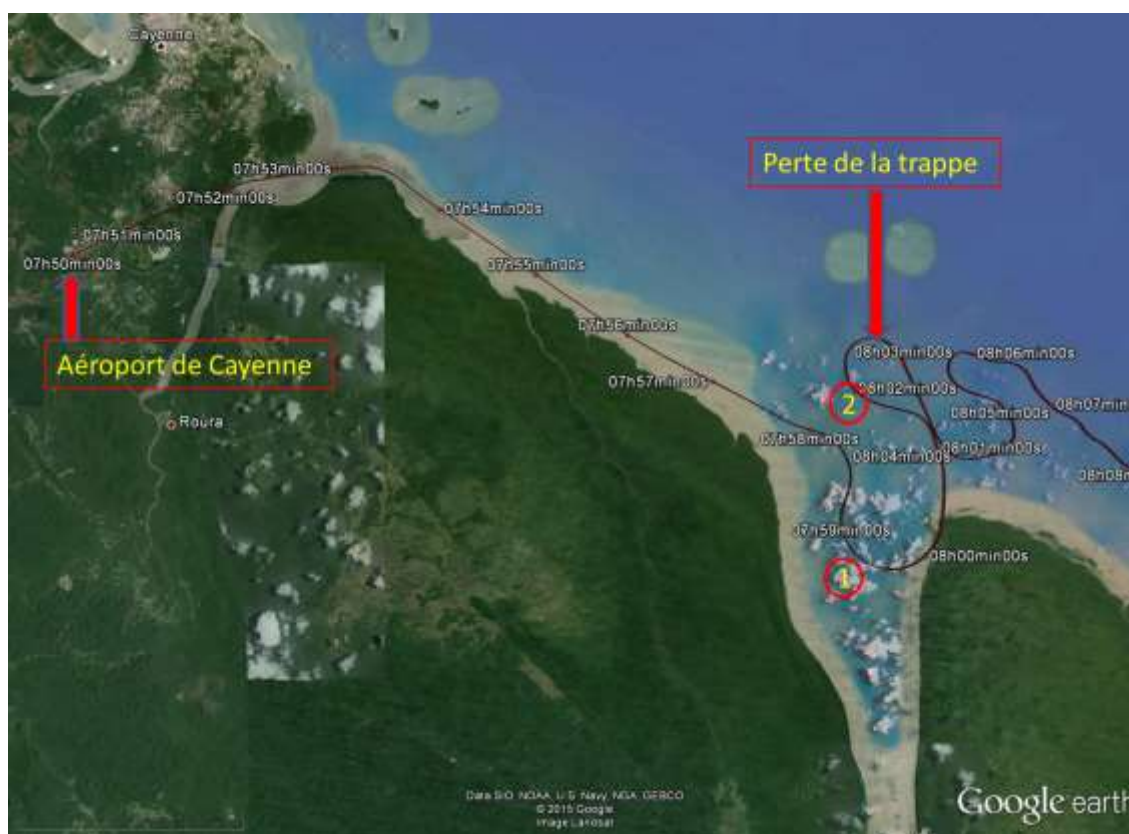 Cayenne
Perte de la trappe
07h53min00s
07h52min00s
07h54min00s
07h51min00s
07h50min00s
07h55min00s
07h56min00s
08h03min00s
08h06min00s
Aéroport de Cayenne
07h57min00s
08h02min00s
2
08h07min
08h05min00s
Roura
07h58min00s
08h04min00s
08h01min00s
07h59min00s
08h00min00s
1
Data SIO, NOAA, U.S. Navy, NGA, GEBCO
© 2015 Google
Image Landsat
Google earth